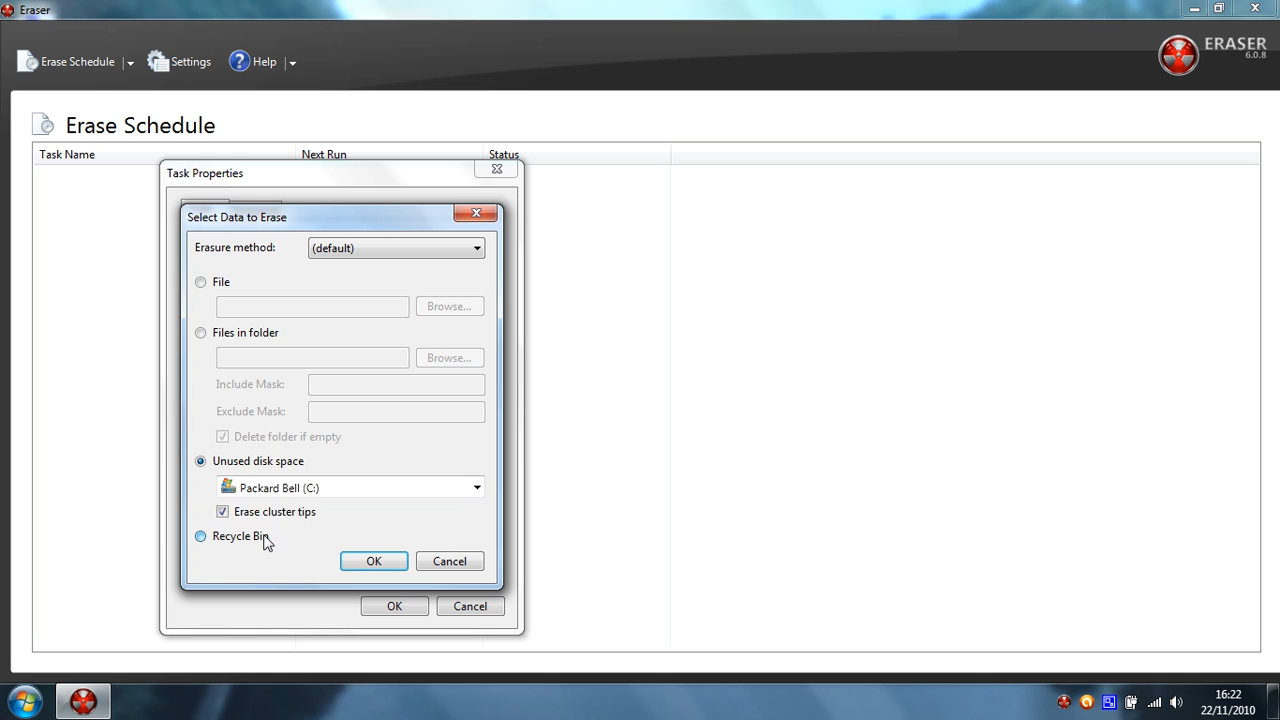 Eraser
Erase Schedule
Settings
Help
ERASER
6.0.8
Erase Schedule
Task Name
Next Run
Status
Task Properties
Select Data to Erase
Erasure method:
(default)
File
Browse...
Files in folder
Browse...
Include Mask:
Exclude Mask:
Delete folder if empty
Unused disk space
Packard Bell (C:)
Erase cluster tips
Recycle Bin
OK
Cancel
OK
Cancel
16:22
22/11/2010